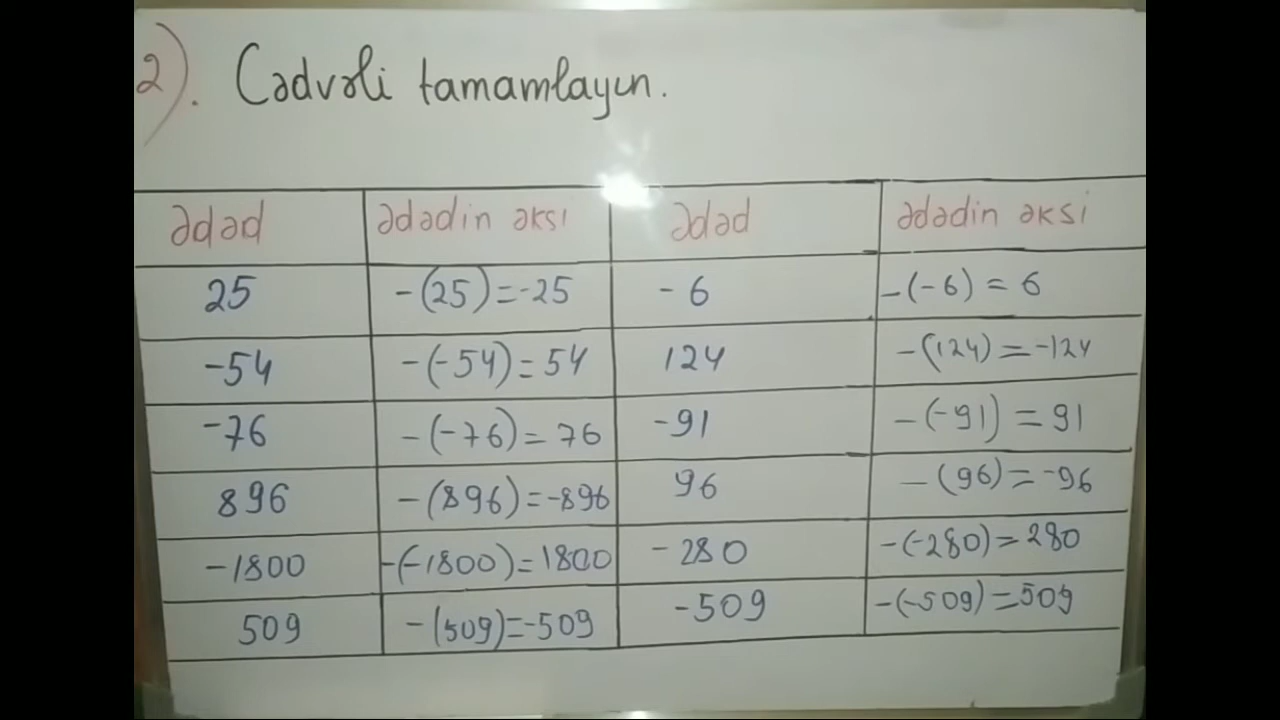 2). Cədvəli tamamlayın.
Ədəd Ədədin əksi Ədəd Ədədin əksi
25 -(25)=-25 -6 -(-6) = 6
-54 -(-54)=54 124 -(124)=-124
-76 -(-76)=76 -91 -(-91) = 91
896 -(896)=-896 96 -(96)=-96
-1800 -(-1800)=1800 -280 -(-280)=280
509 -(509)=-509 -509 -(-509)=509